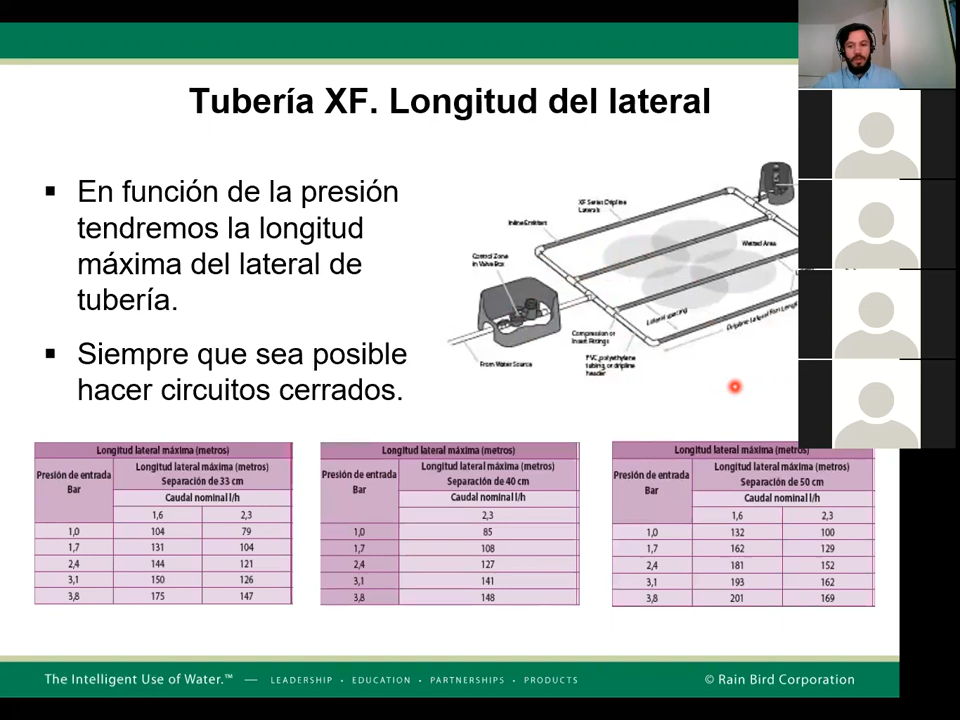 Tubería XF. Longitud del lateral
▪ En función de la presión
tendremos la longitud
máxima del lateral de
tubería.
▪ Siempre que sea posible
hacer circuitos cerrados.
XF Series Dripline
Laterals
Inline Emitters
Control Zone
in Valve Box
Wetted Area
Lateral spacing
Dripline Lateral Run
Compression or
Insert Fittings
PVC, polyethylene
tubing, or dripline
header
From Water Source
Longitud lateral máxima (metros)
Presión de entrada
Bar
Longitud lateral máxima (metros)
Separación de 33 cm
Caudal nominal l/h
1,6 2,3
1,0 104 79
1,7 131 104
2,4 144 121
3,1 150 126
3,8 175 147
Longitud lateral máxima (metros)
Presión de entrada
Bar
Longitud lateral máxima (metros)
Separación de 40 cm
Caudal nominal l/h
2,3
1,0 85
1,7 108
2,4 127
3,1 141
3,8 148
Longitud lateral máxima (metros)
Presión de entrada
Bar
Longitud lateral máxima (metros)
Separación de 50 cm
Caudal nominal l/h
1,6 2,3
1,0 132 100
1,7 162 129
2,4 181 152
3,1 193 162
3,8 201 169
The Intelligent Use of Water.™ — LEADERSHIP • EDUCATION • PARTNERSHIPS • PRODUCTS
© Rain Bird Corporation